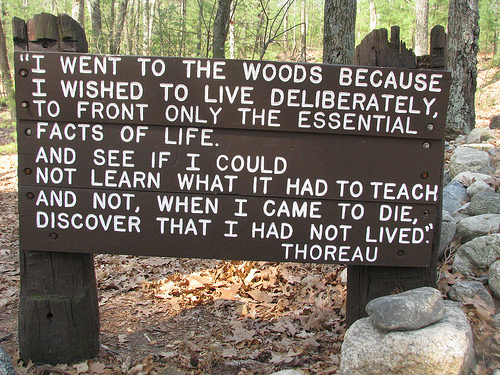 "I WENT TO THE WOODS BECAUSE
I WISHED TO LIVE DELIBERATELY,
TO FRONT ONLY THE ESSENTIAL
FACTS OF LIFE.
AND SEE IF I COULD
NOT LEARN WHAT IT HAD TO TEACH
AND NOT, WHEN I CAME TO DIE,
DISCOVER THAT I HAD NOT LIVED."
THOREAU